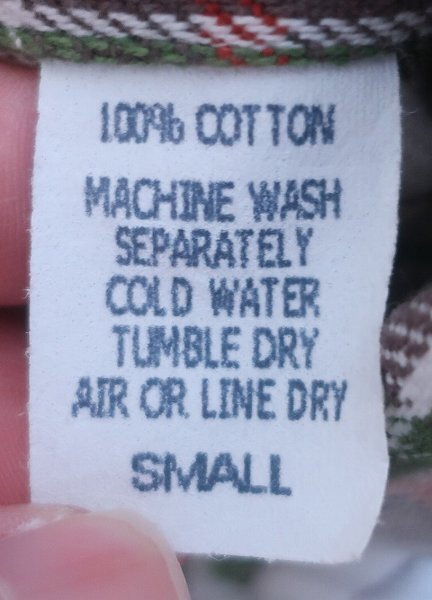 100% COTTON
MACHINE WASH
SEPARATELY
COLD WATER
TUMBLE DRY
AIR OR LINE DRY
SMALL